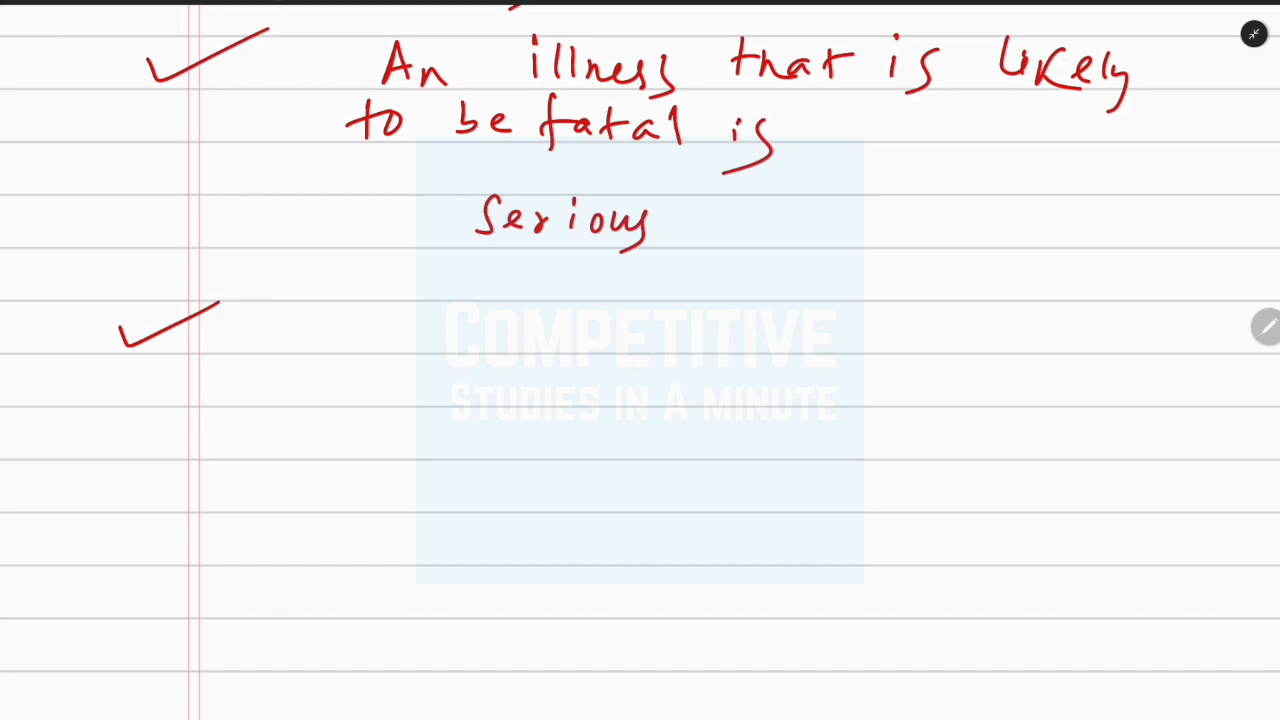 An illness that is likely
to be fatal is
serious
COMPETITIVE
STUDIES IN A MINUTE